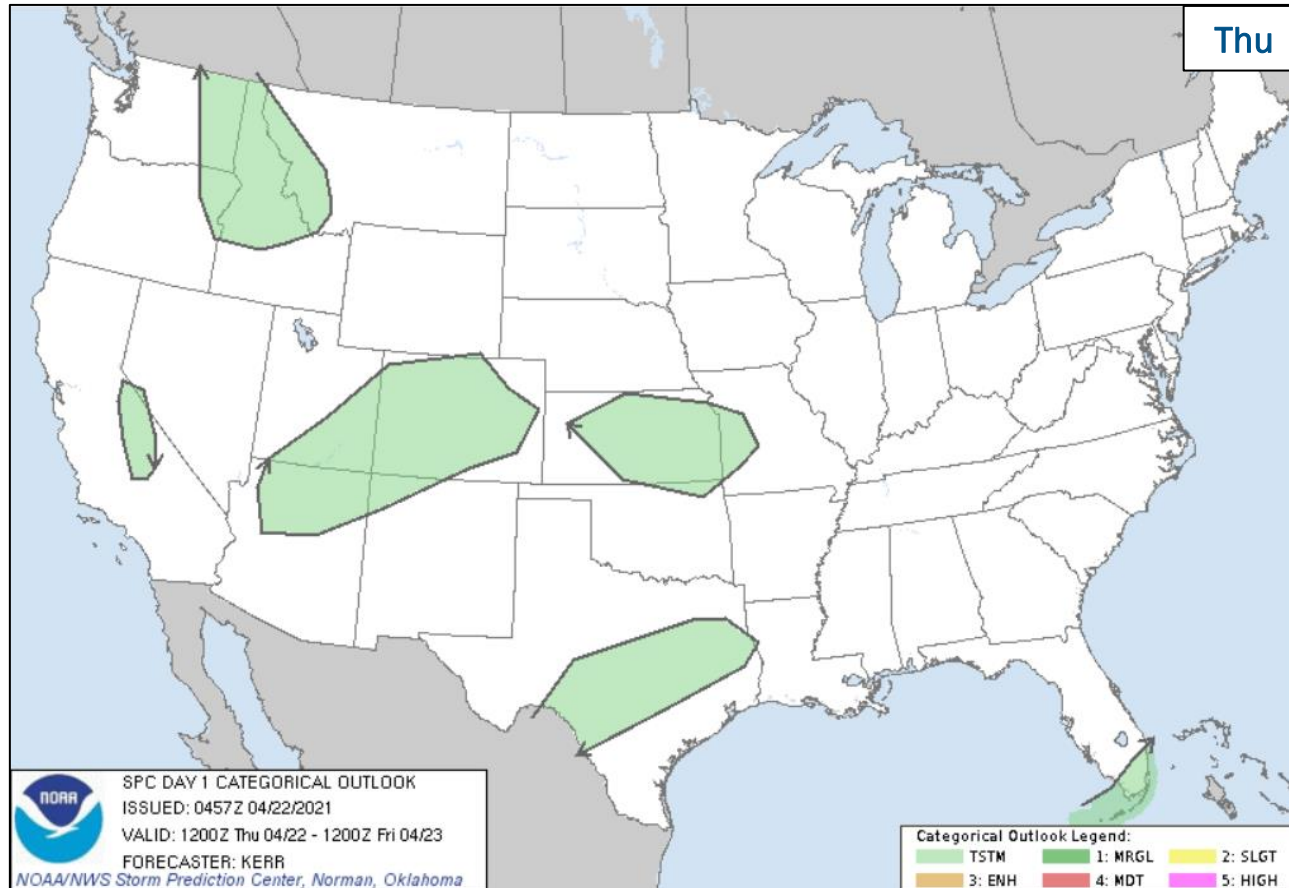 Thu
NOAA
SPC DAY 1 CATEGORICAL OUTLOOK
ISSUED: 0457Z 04/22/2021
VALID: 1200Z Thu 04/22 - 1200Z Fri 04/23
FORECASTER: KERR
NOAA/NWS Storm Prediction Center, Norman, Oklahoma
Categorical Outlook Legend:
TSTM 1: MRGL 2: SLGT
3: ENH 4: MDT 5: HIGH